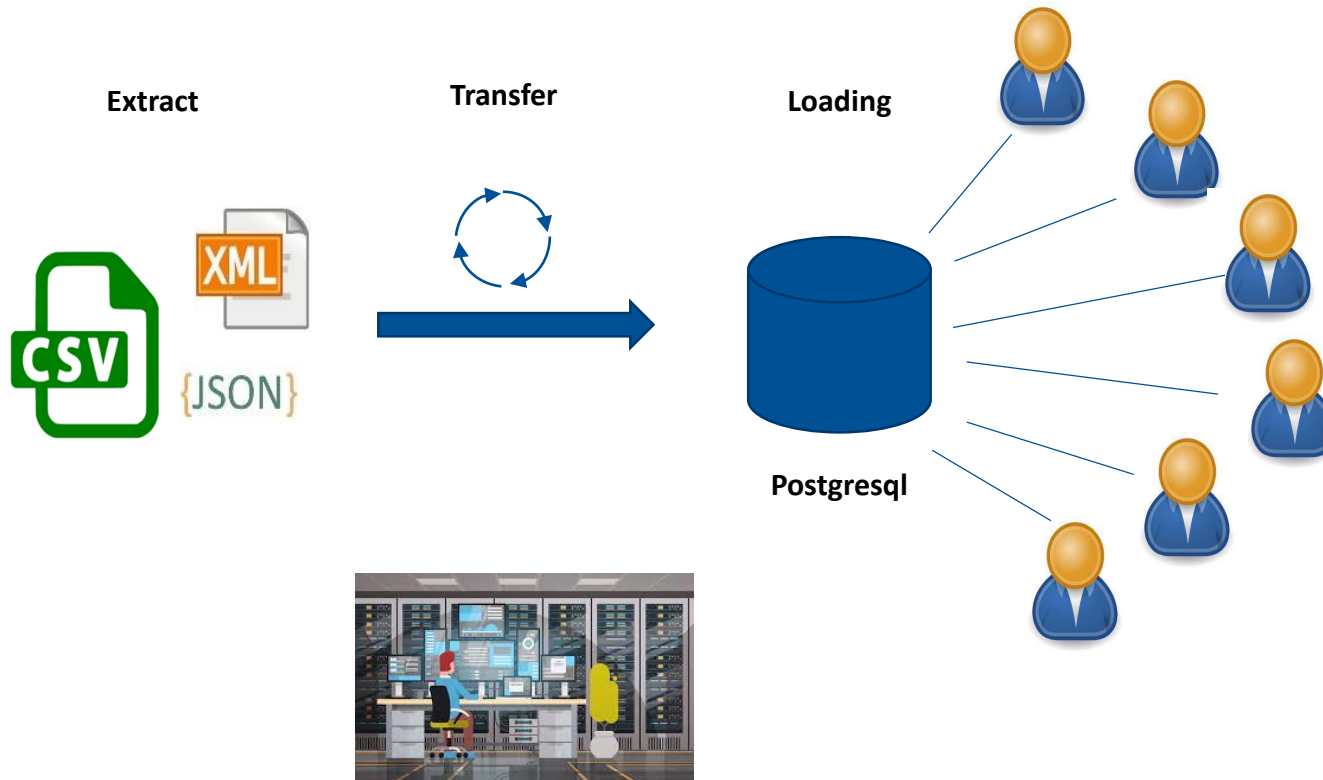 Extract
Transfer
Loading
XML
CSV
{JSON}
Postgresql